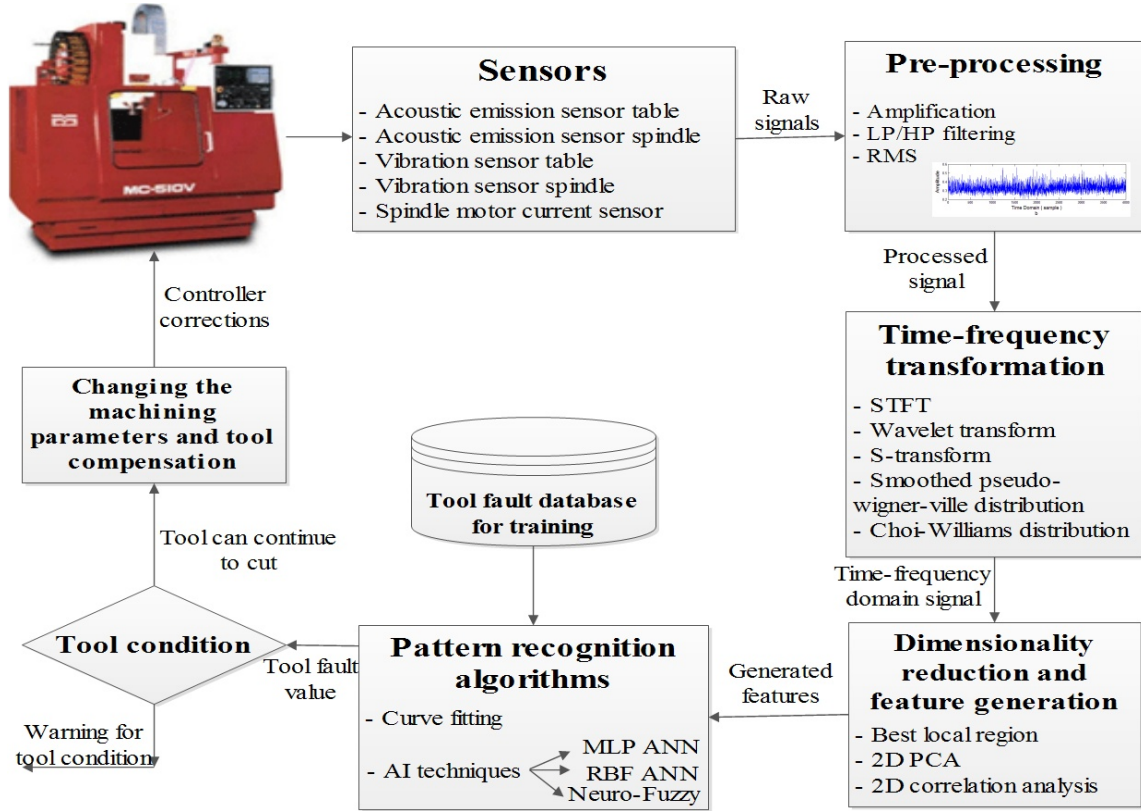 MC-510V
Sensors
- Acoustic emission sensor table
- Acoustic emission sensor spindle
- Vibration sensor table
- Vibration sensor spindle
- Spindle motor current sensor
Raw
signals
Pre-processing
- Amplification
- LP/HP filtering
- RMS
Amplitude
Time Domain ( sample )
Processed
signal
Time-frequency
transformation
- STFT
- Wavelet transform
- S-transform
- Smoothed pseudo-
wigner-ville distribution
- Choi-Williams distribution
Time-frequency
domain signal
Dimensionality
reduction and
feature generation
- Best local region
- 2D PCA
- 2D correlation analysis
Generated
features
Tool fault database
for training
Pattern recognition
algorithms
- Curve fitting
- AI techniques
MLP ANN
RBF ANN
Neuro-Fuzzy
Tool fault
value
Tool condition
Warning for
tool condition
Tool can continue
to cut
Changing the
machining
parameters and tool
compensation
Controller
corrections